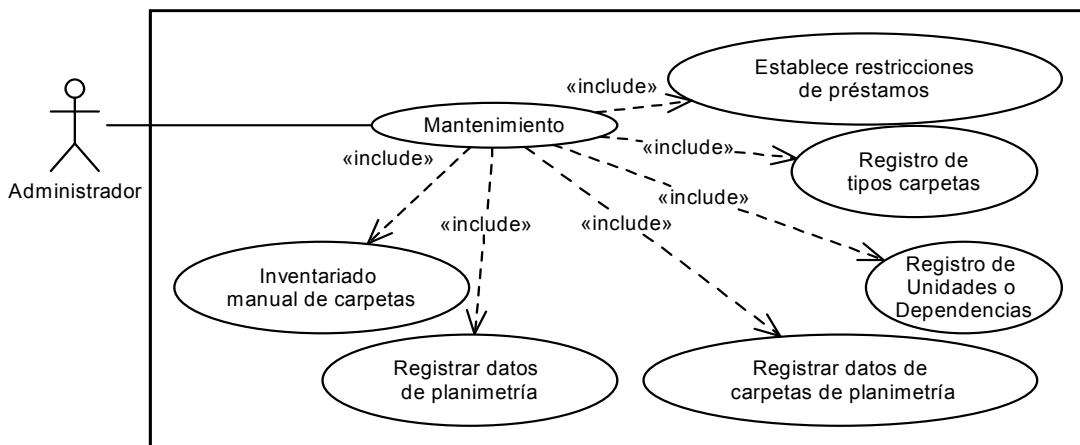 Establece restricciones
de préstamos
«include»
Mantenimiento
«include»
«include»
Registro de
tipos carpetas
Administrador
«include»
«include»
«include»
Inventariado
manual de carpetas
Registro de
Unidades o
Dependencias
Registrar datos
de planimetría
Registrar datos de
carpetas de planimetría